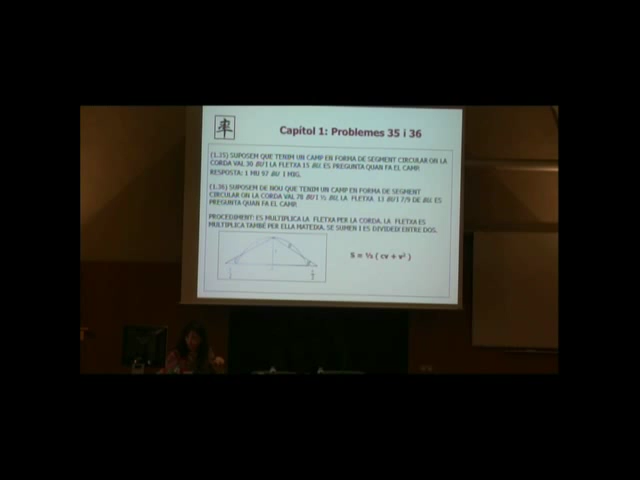 率
Capítol 1: Problemes 35 i 36
(1.35) SUPOSEM QUE TENIM UN CAMP EN FORMA DE SEGMENT CIRCULAR ON LA
CORDA VAL 30 BU I LA FLETXA 15 BU. ES PREGUNTA QUAN FA EL CAMP.
RESPOSTA: 1 MU 97 BU I MIG.
(1.36) SUPOSEM DE NOU QUE TENIM UN CAMP EN FORMA DE SEGMENT
CIRCULAR ON LA CORDA VAL 78 BU I ½ BU, LA FLETXA 13 BU I 7/9 DE BU. ES
PREGUNTA QUAN FA EL CAMP.
PROCEDIMENT: ES MULTIPLICA LA FLETXA PER LA CORDA, LA FLETXA ES
MULTIPLICA TAMBÉ PER ELLA MATEIXA, SE SUMEN I ES DIVIDEIX ENTRE DOS.
S = ½ ( cv + v² )